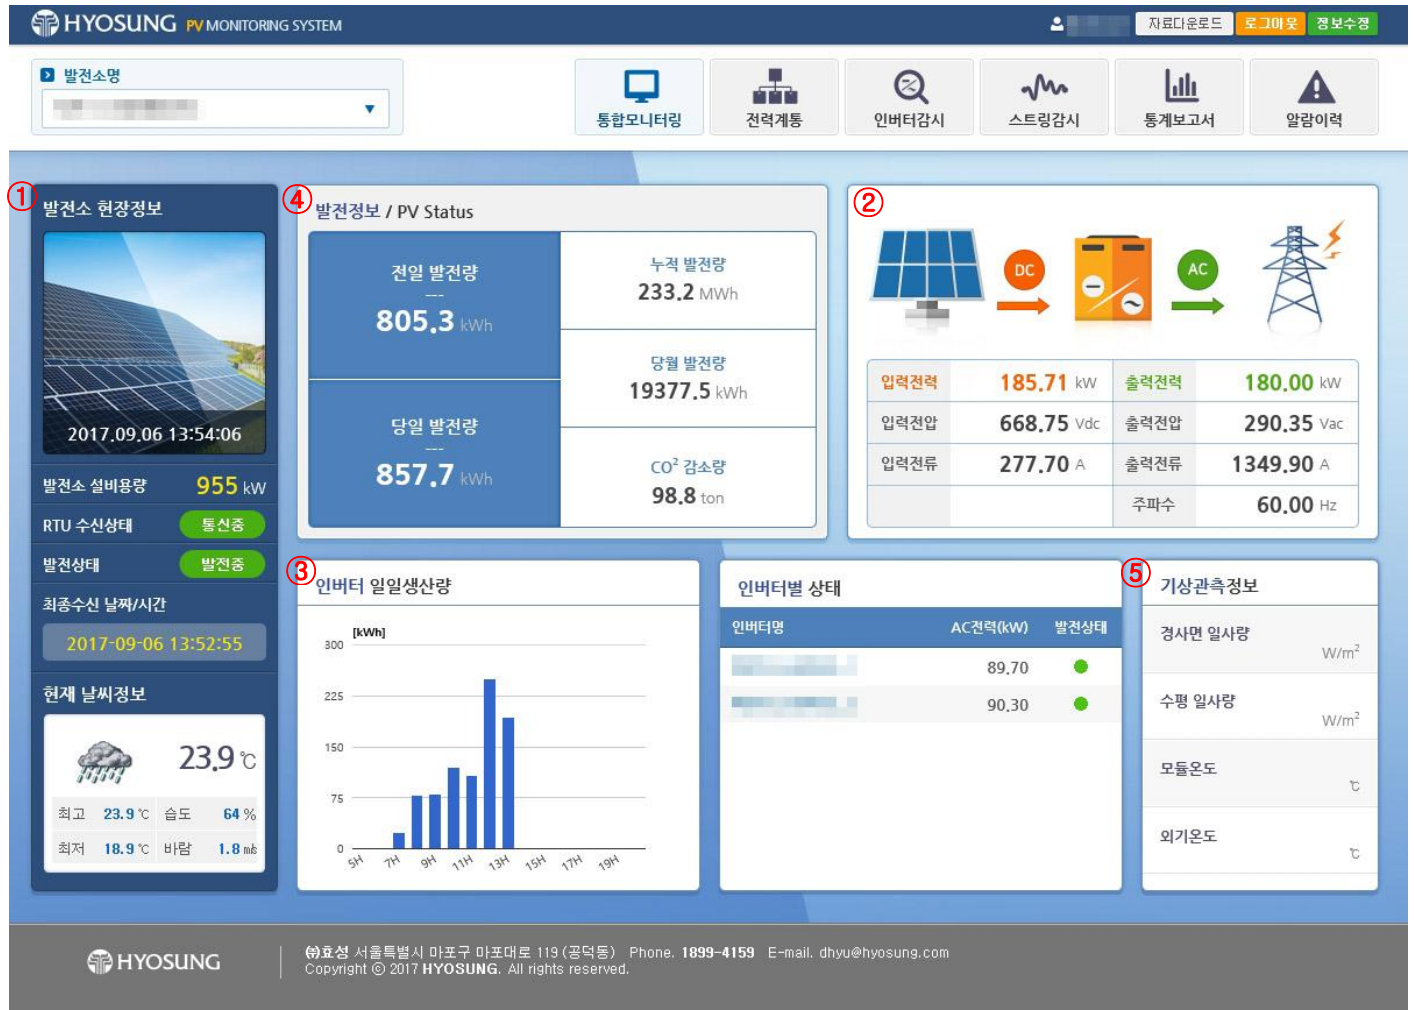 HYOSUNG PV MONITORING SYSTEM
자료다운로드 로그아웃 정보수정
발전소명
통합모니터링 전력계통 인버터감시 스트링감시 통계보고서 알람이력
①
발전소 현장정보
2017.09.06 13:54:06
발전소 설비용량 955 kW
RTU 수신상태 통신중
발전상태 발전중
최종수신 날짜/시간
2017-09-06 13:52:55
현재 날씨정보
23.9 ℃
최고 23.9 ℃ 습도 64 %
최저 18.9 ℃ 바람 1.8 ㎧
④
발전정보 / PV Status
전일 발전량
---
805.3 kWh
당일 발전량
---
857.7 kWh
누적 발전량
233.2 MWh
당월 발전량
19377.5 kWh
CO² 감소량
98.8 ton
②
DC AC
입력전력 185.71 kW 출력전력 180.00 kW
입력전압 668.75 Vdc 출력전압 290.35 Vac
입력전류 277.70 A 출력전류 1349.90 A
주파수 60.00 Hz
③
인버터 일일생산량
[kWh]
300
225
150
75
0
5H 7H 9H 11H 13H 15H 17H 19H
인버터별 상태
인버터명 AC전력(kW) 발전상태
89.70
90.30
⑤
기상관측정보
경사면 일사량
W/m²
수평 일사량
W/m²
모듈온도
℃
외기온도
℃
HYOSUNG
㈜효성 서울특별시 마포구 마포대로 119 (공덕동) Phone. 1899-4159 E-mail. dhyu@hyosung.com
Copyright ⓒ 2017 HYOSUNG. All rights reserved.